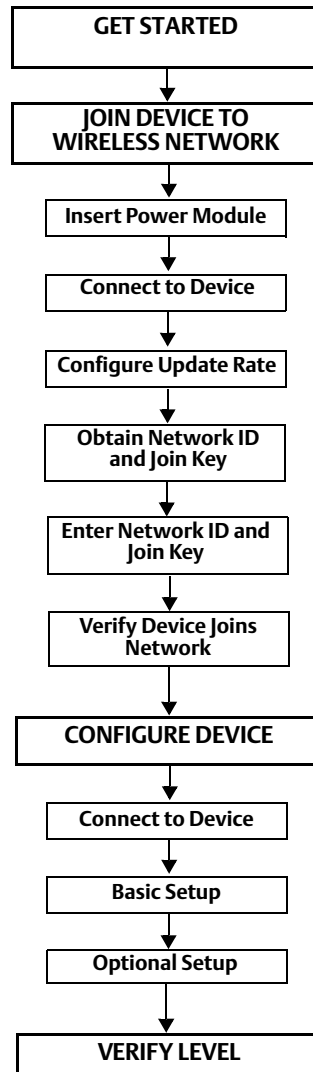 GET STARTED
JOIN DEVICE TO
WIRELESS NETWORK
Insert Power Module
Connect to Device
Configure Update Rate
Obtain Network ID
and Join Key
Enter Network ID and
Join Key
Verify Device Joins
Network
CONFIGURE DEVICE
Connect to Device
Basic Setup
Optional Setup
VERIFY LEVEL